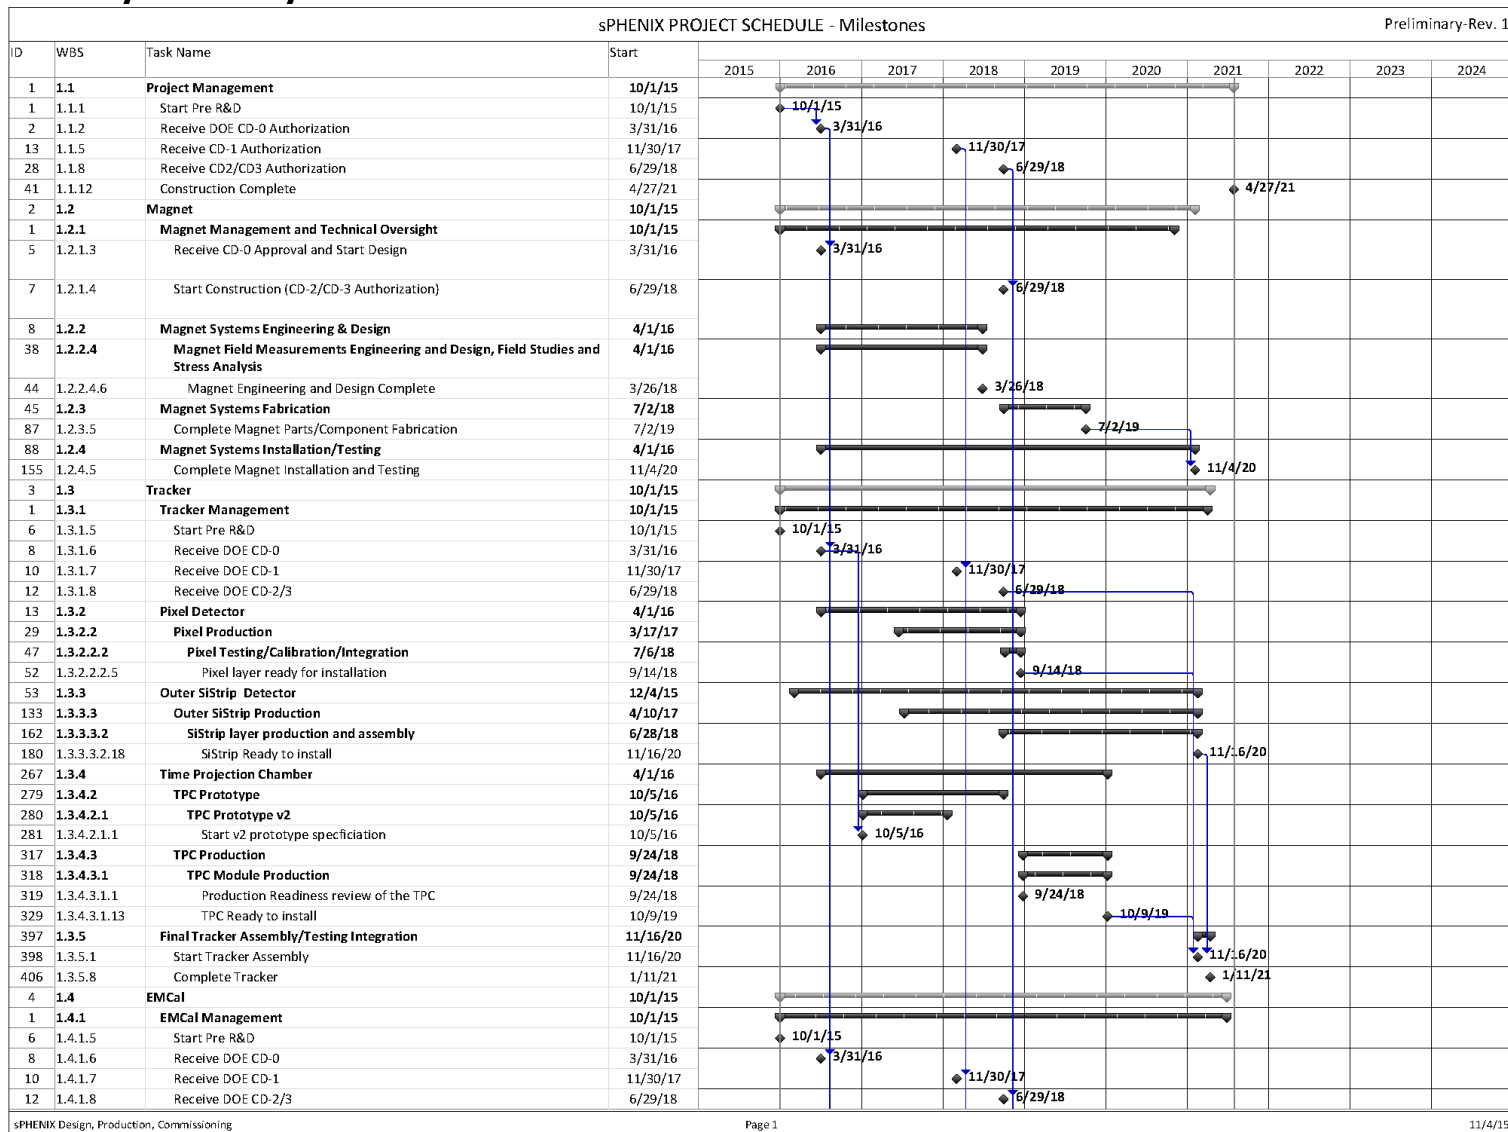 sPHENIX PROJECT SCHEDULE - Milestones Preliminary-Rev. 1
ID WBS Task Name Start
2015 2016 2017 2018 2019 2020 2021 2022 2023 2024
1 1.1 Project Management 10/1/15
1 1.1.1 Start Pre R&D 10/1/15 10/1/15
2 1.1.2 Receive DOE CD-0 Authorization 3/31/16 3/31/16
13 1.1.5 Receive CD-1 Authorization 11/30/17 11/30/17
28 1.1.8 Receive CD2/CD3 Authorization 6/29/18 6/29/18
41 1.1.12 Construction Complete 4/27/21 4/27/21
2 1.2 Magnet 10/1/15
1 1.2.1 Magnet Management and Technical Oversight 10/1/15
5 1.2.1.3 Receive CD-0 Approval and Start Design 3/31/16 3/31/16
7 1.2.1.4 Start Construction (CD-2/CD-3 Authorization) 6/29/18 6/29/18
8 1.2.2 Magnet Systems Engineering & Design 4/1/16
38 1.2.2.4 Magnet Field Measurements Engineering and Design, Field Studies and 4/1/16
Stress Analysis
44 1.2.2.4.6 Magnet Engineering and Design Complete 3/26/18 3/26/18
45 1.2.3 Magnet Systems Fabrication 7/2/18
87 1.2.3.5 Complete Magnet Parts/Component Fabrication 7/2/19 7/2/19
88 1.2.4 Magnet Systems Installation/Testing 4/1/16
155 1.2.4.5 Complete Magnet Installation and Testing 11/4/20 11/4/20
3 1.3 Tracker 10/1/15
1 1.3.1 Tracker Management 10/1/15
6 1.3.1.5 Start Pre R&D 10/1/15 10/1/15
8 1.3.1.6 Receive DOE CD-0 3/31/16 3/31/16
10 1.3.1.7 Receive DOE CD-1 11/30/17 11/30/17
12 1.3.1.8 Receive DOE CD-2/3 6/29/18 6/29/18
13 1.3.2 Pixel Detector 4/1/16
29 1.3.2.2 Pixel Production 3/17/17
47 1.3.2.2.2 Pixel Testing/Calibration/Integration 7/6/18
52 1.3.2.2.2.5 Pixel layer ready for installation 9/14/18 9/14/18
53 1.3.3 Outer SiStrip Detector 12/4/15
133 1.3.3.3 Outer SiStrip Production 4/10/17
162 1.3.3.3.2 SiStrip layer production and assembly 6/28/18
180 1.3.3.3.2.18 SiStrip Ready to install 11/16/20 11/16/20
267 1.3.4 Time Projection Chamber 4/1/16
279 1.3.4.2 TPC Prototype 10/5/16
280 1.3.4.2.1 TPC Prototype v2 10/5/16
281 1.3.4.2.1.1 Start v2 prototype specficiation 10/5/16 10/5/16
317 1.3.4.3 TPC Production 9/24/18
318 1.3.4.3.1 TPC Module Production 9/24/18
319 1.3.4.3.1.1 Production Readiness review of the TPC 9/24/18 9/24/18
329 1.3.4.3.1.13 TPC Ready to install 10/9/19 10/9/19
397 1.3.5 Final Tracker Assembly/Testing Integration 11/16/20
398 1.3.5.1 Start Tracker Assembly 11/16/20 11/16/20
406 1.3.5.8 Complete Tracker 1/11/21 1/11/21
4 1.4 EMCal 10/1/15
1 1.4.1 EMCal Management 10/1/15
6 1.4.1.5 Start Pre R&D 10/1/15 10/1/15
8 1.4.1.6 Receive DOE CD-0 3/31/16 3/31/16
10 1.4.1.7 Receive DOE CD-1 11/30/17 11/30/17
12 1.4.1.8 Receive DOE CD-2/3 6/29/18 6/29/18
sPHENIX Design, Production, Commissioning Page 1 11/4/15